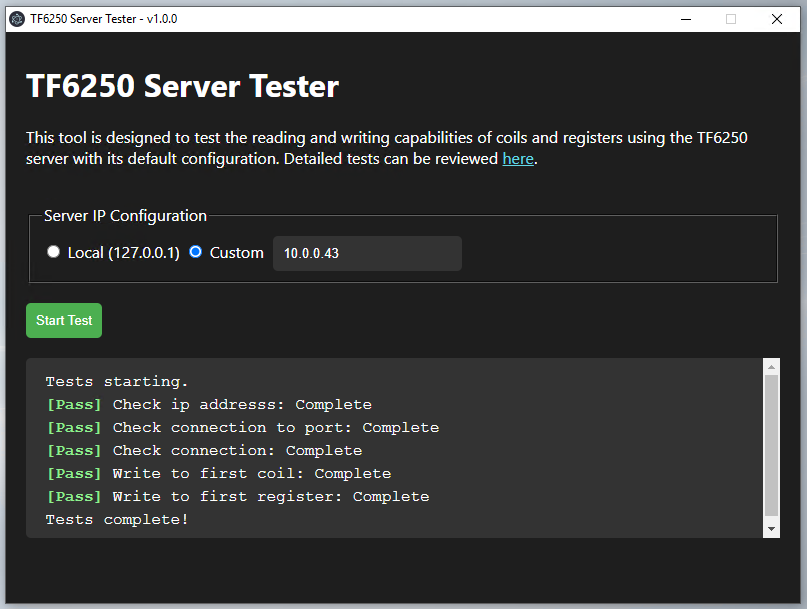 TF6250 Server Tester - v1.0.0
TF6250 Server Tester
This tool is designed to test the reading and writing capabilities of coils and registers using the TF6250
server with its default configuration. Detailed tests can be reviewed here.
Server IP Configuration
Local (127.0.0.1) Custom 10.0.0.43
Start Test
Tests starting.
[Pass] Check ip addresss: Complete
[Pass] Check connection to port: Complete
[Pass] Check connection: Complete
[Pass] Write to first coil: Complete
[Pass] Write to first register: Complete
Tests complete!